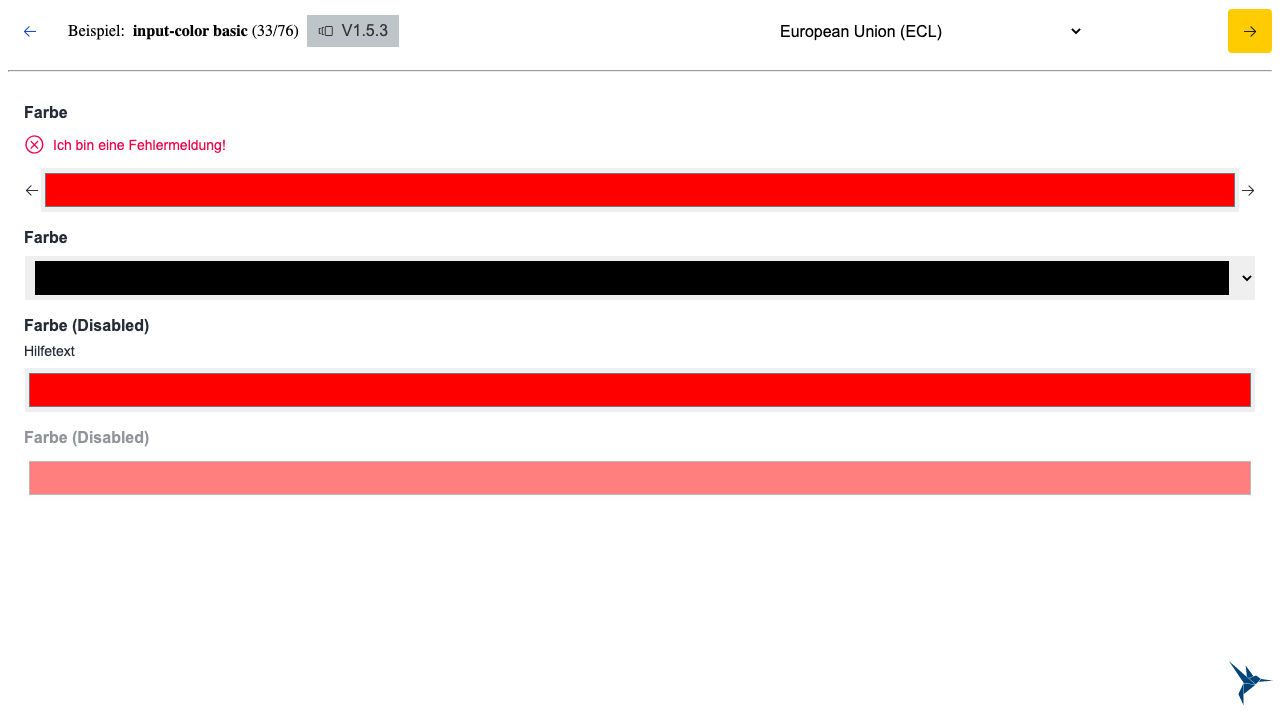 Beispiel: input-color basic (33/76) V1.5.3 European Union (ECL)
Farbe
Ich bin eine Fehlermeldung!
Farbe
Farbe (Disabled)
Hilfetext
Farbe (Disabled)